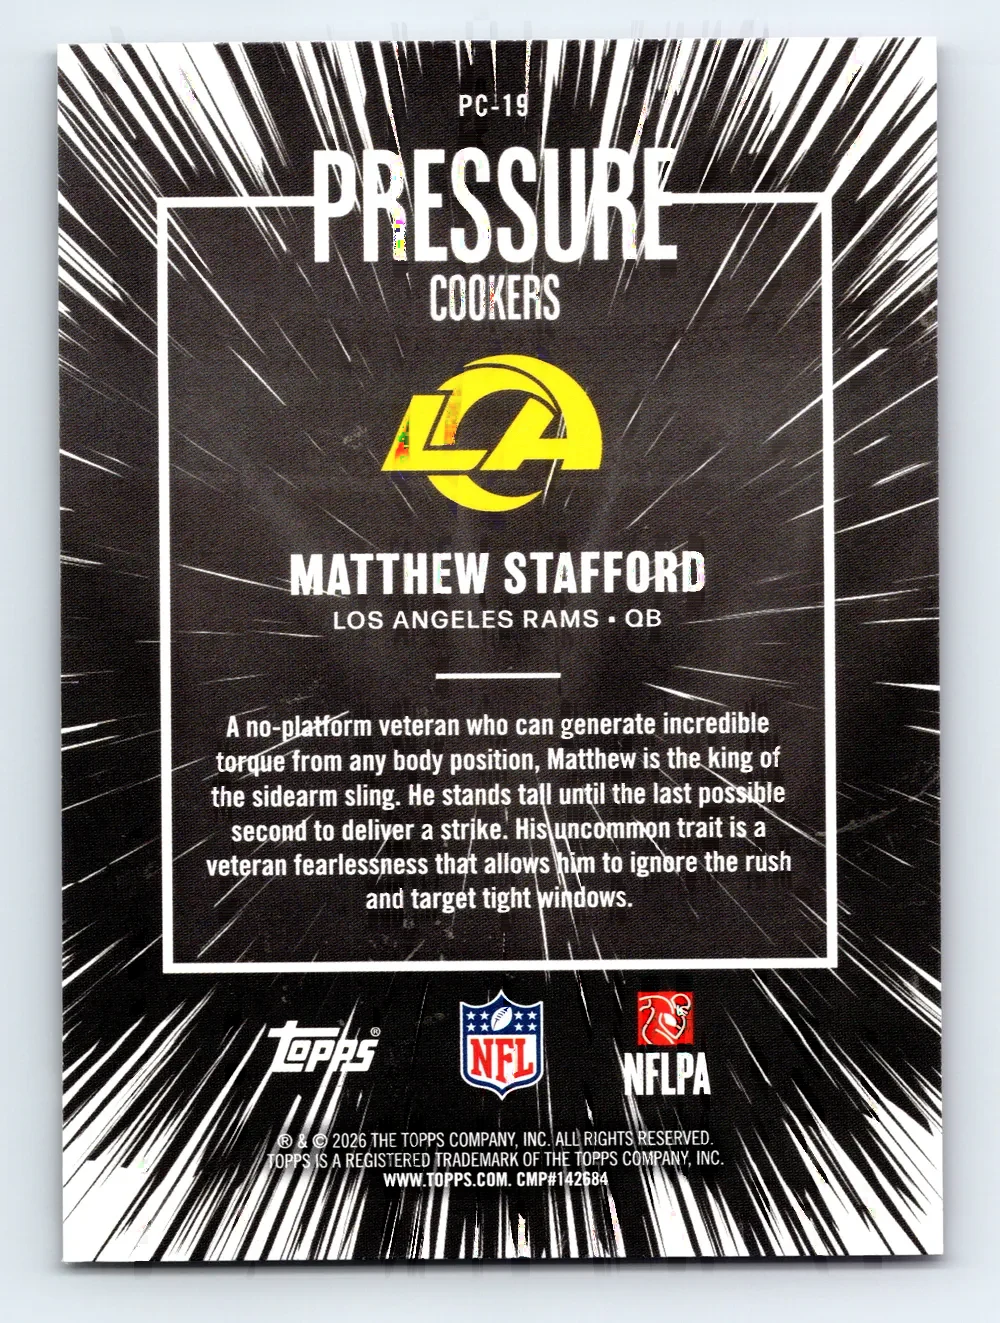 PC-19
PRESSURE
COOKERS
LA
MATTHEW STAFFORD
LOS ANGELES RAMS • QB
A no-platform veteran who can generate incredible
torque from any body position, Matthew is the king of
the sidearm sling. He stands tall until the last possible
second to deliver a strike. His uncommon trait is a
veteran fearlessness that allows him to ignore the rush
and target tight windows.
TOPPS®
NFL
NFLPA
® & © 2026 THE TOPPS COMPANY, INC. ALL RIGHTS RESERVED.
TOPPS IS A REGISTERED TRADEMARK OF THE TOPPS COMPANY, INC.
WWW.TOPPS.COM. CMP#142684